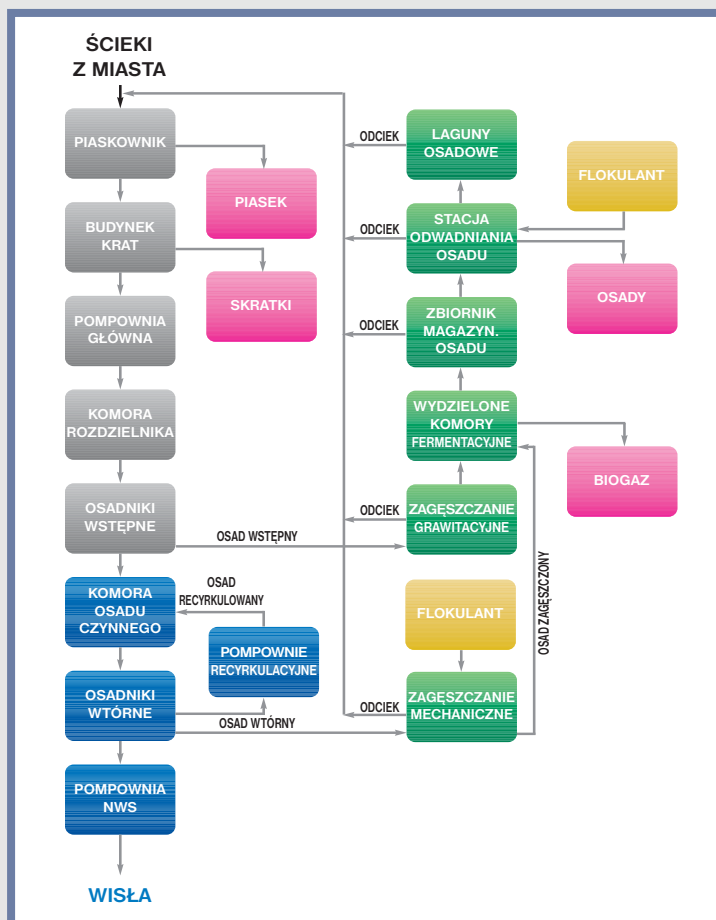 ŚCIEKI
Z MIASTA
PIASKOWNIK
PIASEK
BUDYNEK
KRAT
SKRATKI
POMPOWNIA
GŁÓWNA
KOMORA
ROZDZIELNIKA
OSADNIKI
WSTĘPNE
OSAD WSTĘPNY
KOMORA
OSADU
CZYNNEGO
OSAD
RECYRKULOWANY
POMPOWNIE
RECYRKULACYJNE
OSADNIKI
WTÓRNE
OSAD WTÓRNY
POMPOWNIA
NWS
WISŁA
ODCIEK
LAGUNY
OSADOWE
FLOKULANT
ODCIEK
STACJA
ODWADNIANIA
OSADU
OSADY
ODCIEK
ZBIORNIK
MAGAZYN.
OSADU
WYDZIELONE
KOMORY
FERMENTACYJNE
BIOGAZ
ODCIEK
ZAGĘSZCZANIE
GRAWITACYJNE
OSAD ZAGĘSZCZONY
FLOKULANT
ODCIEK
ZAGĘSZCZANIE
MECHANICZNE